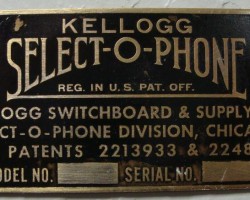 KELLOGG
SELECT-O-PHONE
REG. IN U.S. PAT. OFF.
OGG SWITCHBOARD & SUPPLY
CT-O-PHONE DIVISION, CHIC
PATENTS 2213933 & 2248
ODEL NO. SERIAL NO.